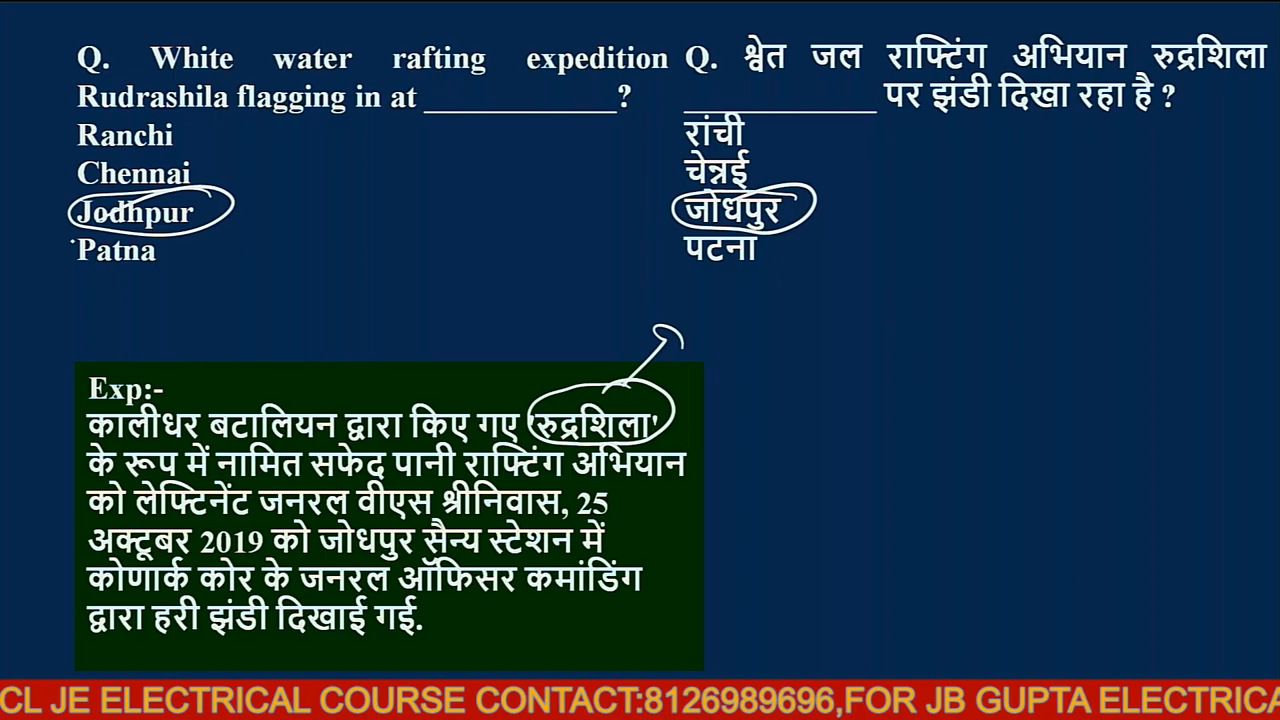 Q. White water rafting expedition
Rudrashila flagging in at ____________?
Ranchi
Chennai
Jodhpur
Patna
Q. श्वेत जल राफ्टिंग अभियान रुद्रशिला
____________ पर झंडी दिखा रहा है ?
रांची
चेन्नई
जोधपुर
पटना
Exp:-
कालीधर बटालियन द्वारा किए गए 'रुद्रशिला'
के रूप में नामित सफेद पानी राफ्टिंग अभियान
को लेफ्टिनेंट जनरल वीएस श्रीनिवास, 25
अक्टूबर 2019 को जोधपुर सैन्य स्टेशन में
कोणार्क कोर के जनरल ऑफिसर कमांडिंग
द्वारा हरी झंडी दिखाई गई.
CL JE ELECTRICAL COURSE CONTACT:8126989696,FOR JB GUPTA ELECTRICA